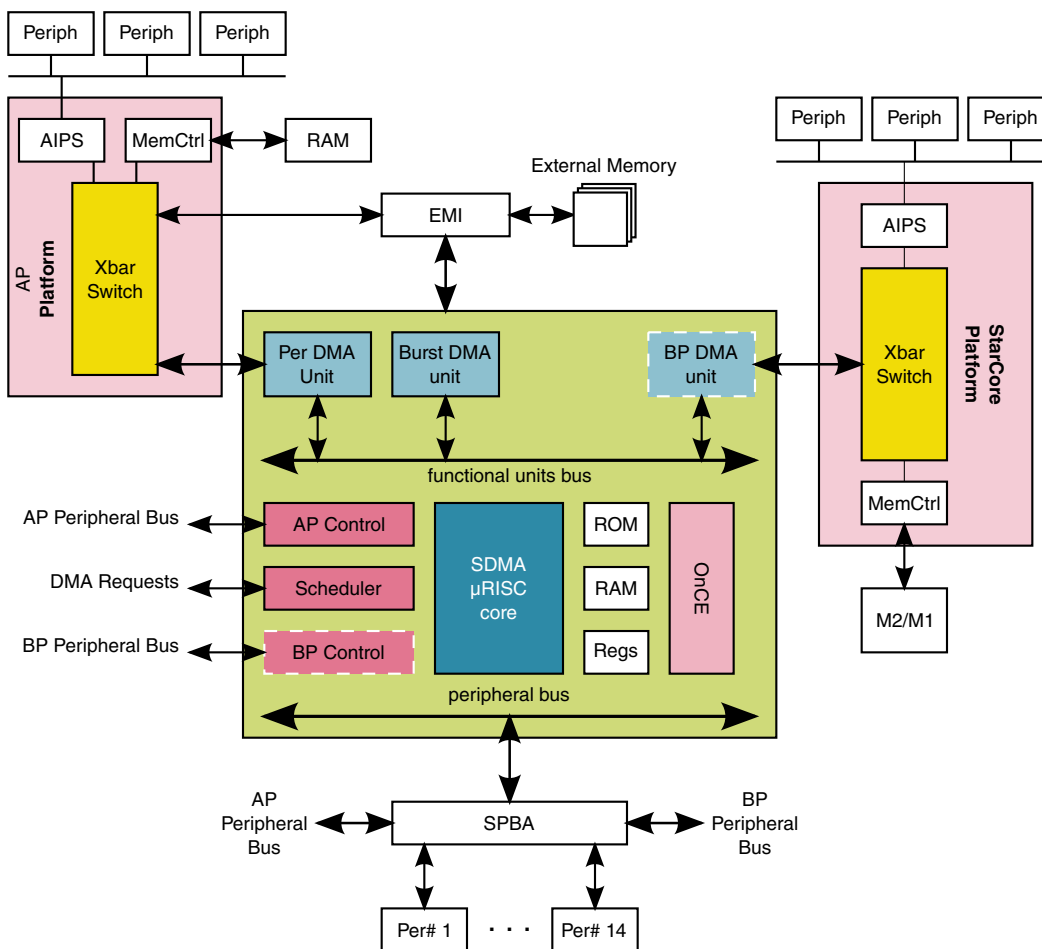 Periph
Periph
Periph
AIPS
MemCtrl
RAM
AP
Platform
Xbar
Switch
EMI
External Memory
Periph
Periph
Periph
AIPS
Xbar
Switch
StarCore
Platform
MemCtrl
M2/M1
Per DMA
Unit
Burst DMA
unit
BP DMA
unit
functional units bus
AP Peripheral Bus
DMA Requests
BP Peripheral Bus
AP Control
Scheduler
BP Control
SDMA
µRISC
core
ROM
RAM
Regs
OnCE
peripheral bus
AP
Peripheral
Bus
SPBA
BP
Peripheral
Bus
Per# 1
. . .
Per# 14